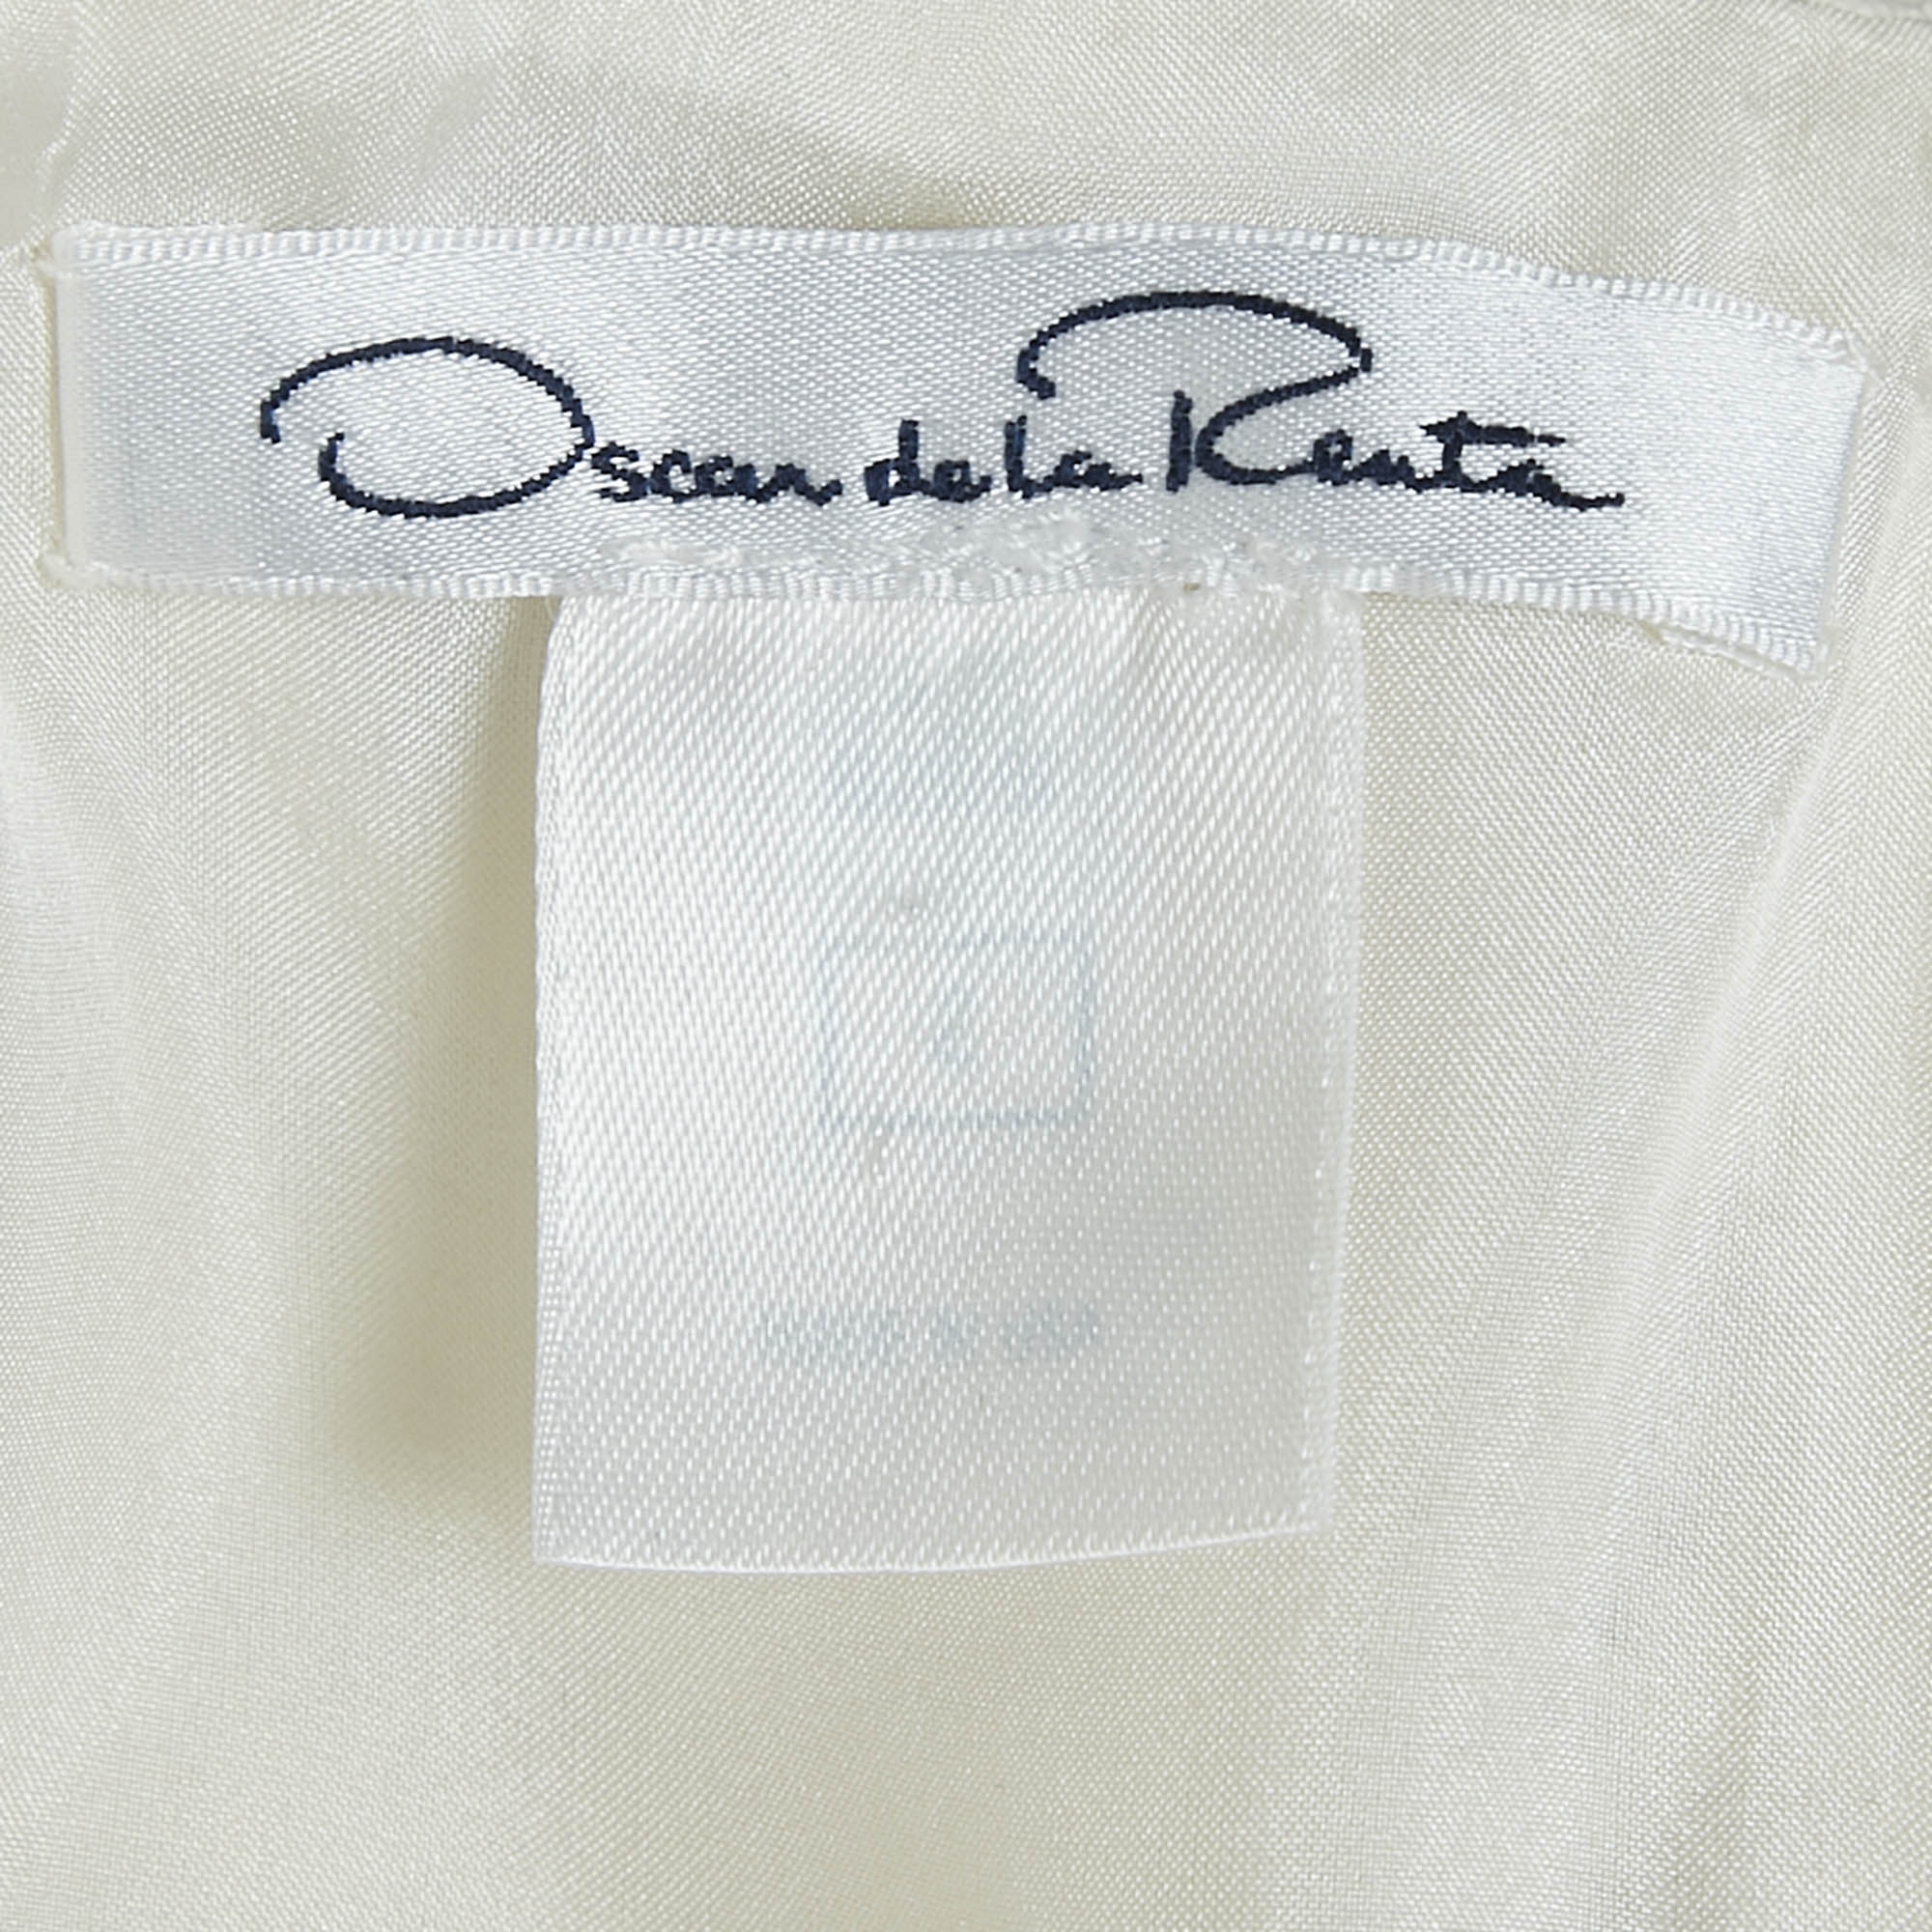 Oscar de la Renta